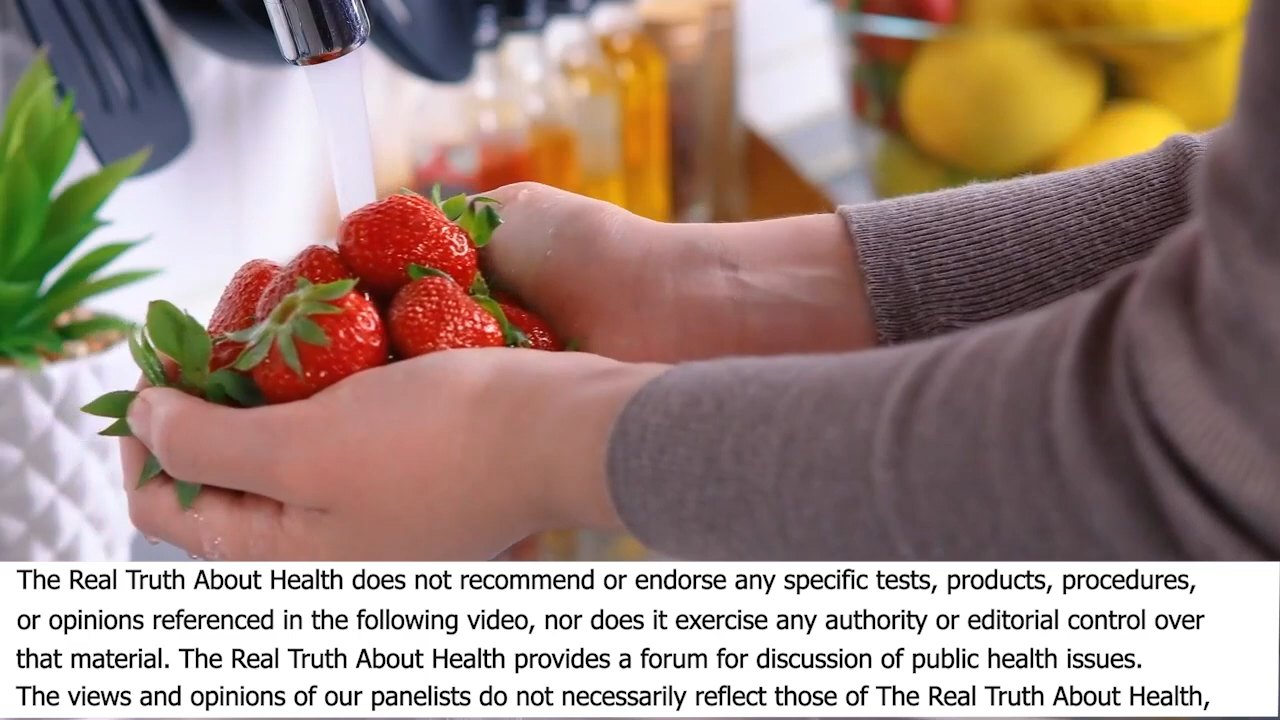 The Real Truth About Health does not recommend or endorse any specific tests, products, procedures,
or opinions referenced in the following video, nor does it exercise any authority or editorial control over
that material. The Real Truth About Health provides a forum for discussion of public health issues.
The views and opinions of our panelists do not necessarily reflect those of The Real Truth About Health,